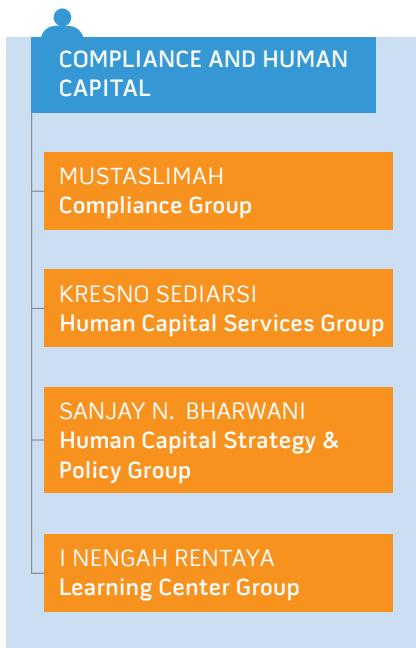 COMPLIANCE AND HUMAN
CAPITAL
MUSTASLIMAH
Compliance Group
KRESNO SEDIARSI
Human Capital Services Group
SANJAY N. BHARWANI
Human Capital Strategy &
Policy Group
I NENGAH RENTAYA
Learning Center Group